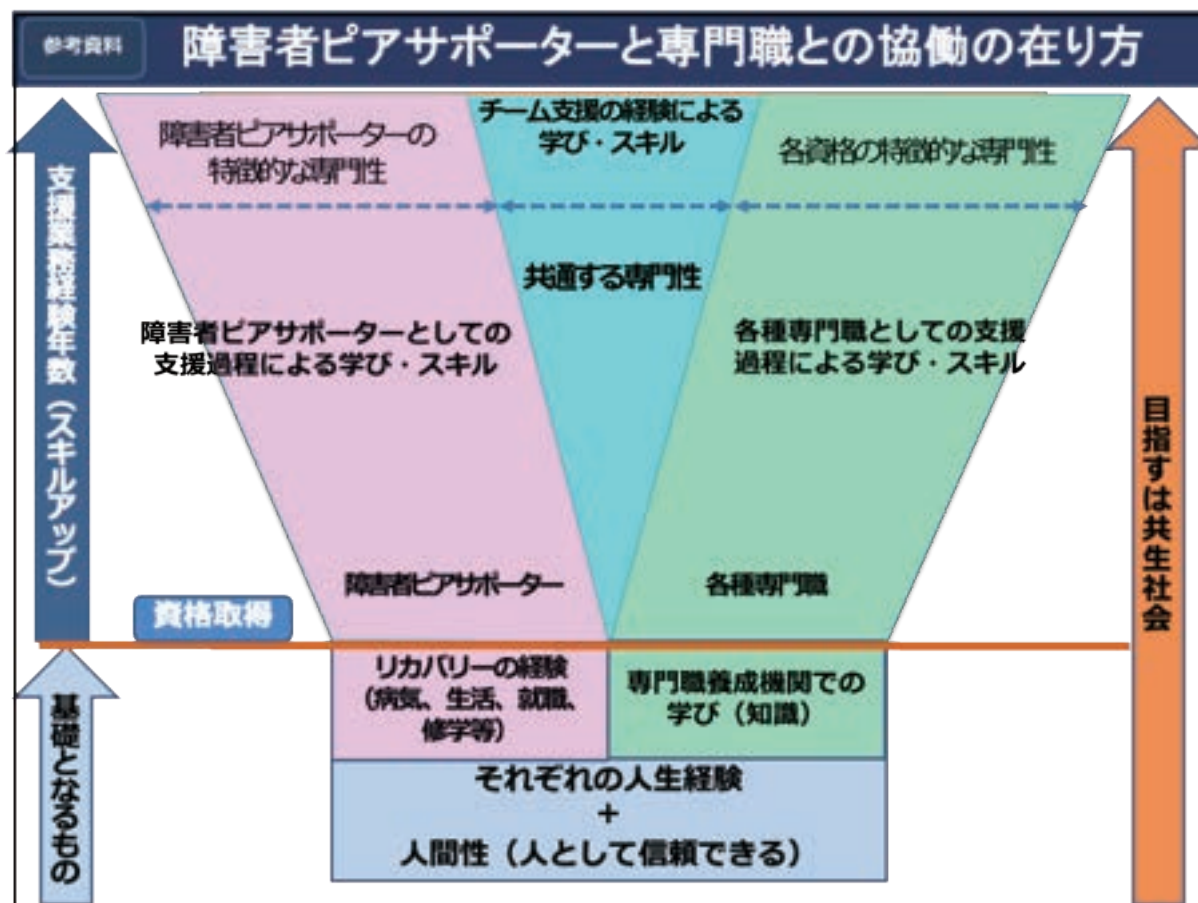 参考資料
障害者ピアサポーターと専門職との協働の在り方
支援業務経験年数（スキルアップ）
障害者ピアサポーターの
特徴的な専門性
チーム支援の経験による
学び・スキル
各資格の特徴的な専門性
共通する専門性
障害者ピアサポーターとしての
支援過程による学び・スキル
各種専門職としての支援
過程による学び・スキル
障害者ピアサポーター
各種専門職
資格取得
目指すは共生社会
基礎となるもの
リカバリーの経験
（病気、生活、就職、
修学等）
専門職養成機関での
学び（知識）
それぞれの人生経験
+
人間性（人として信頼できる）